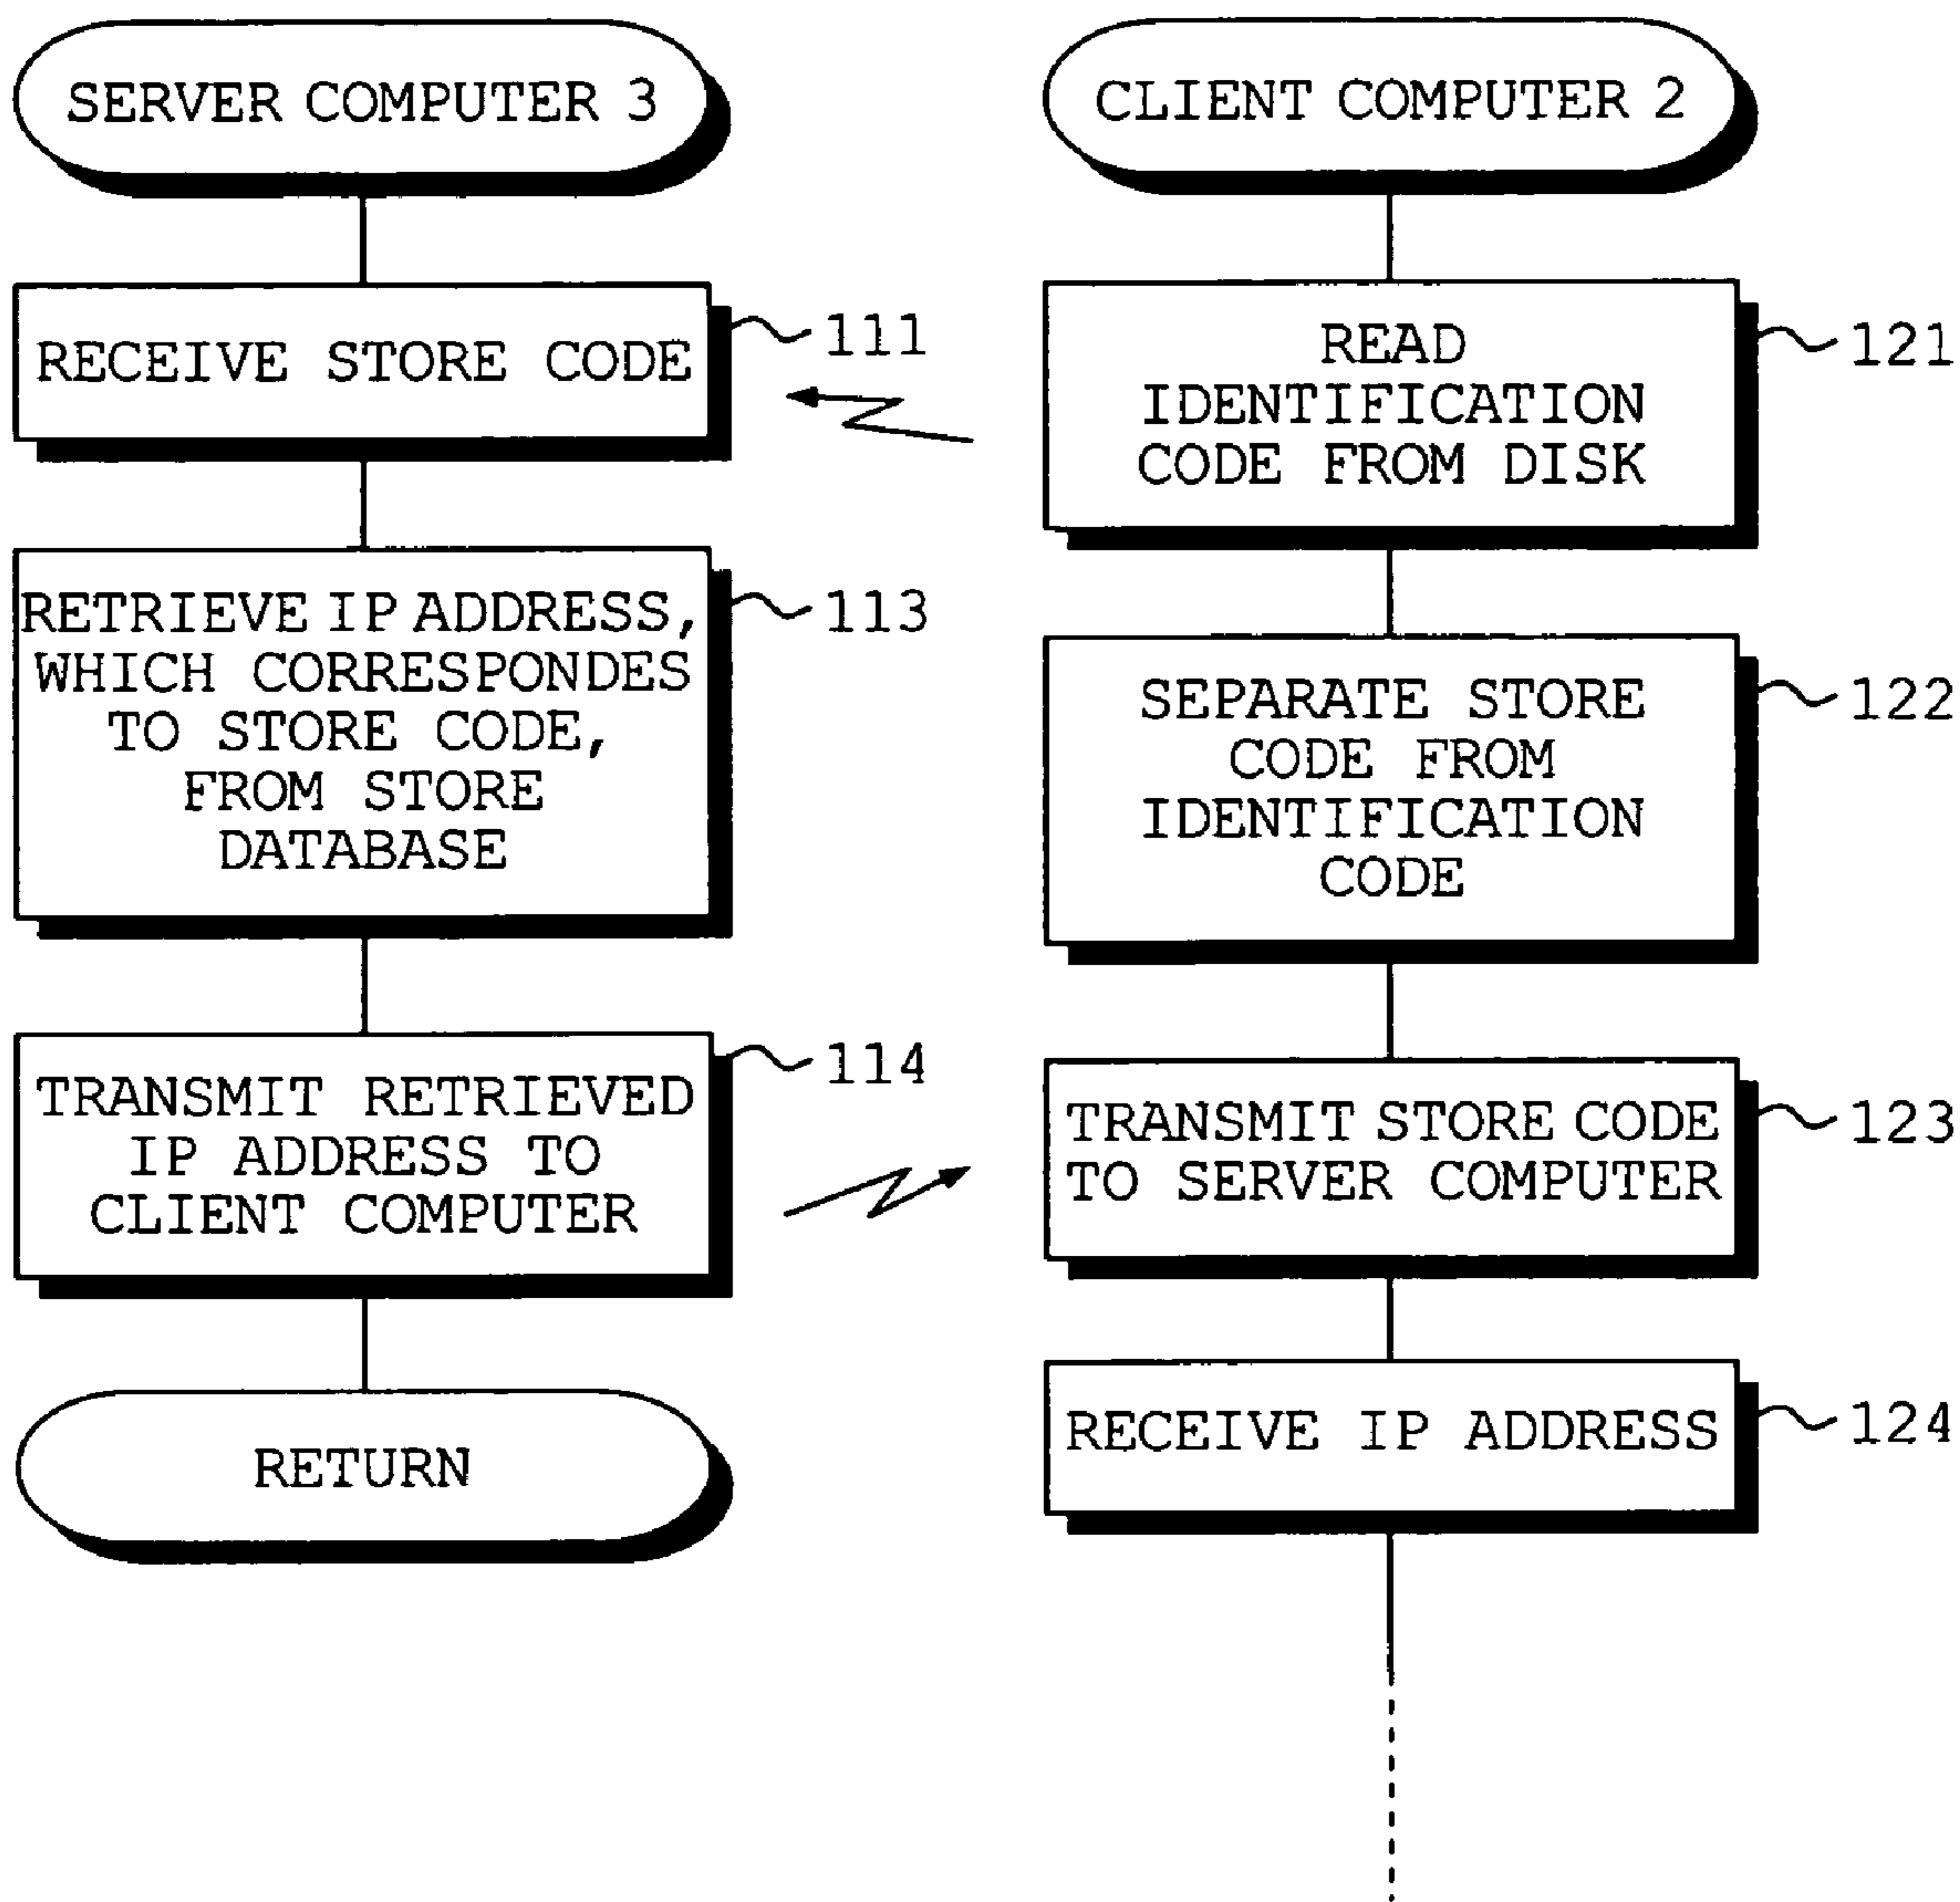 SERVER COMPUTER 3
RECEIVE STORE CODE
111
RETRIEVE IP ADDRESS,
WHICH CORRESPONDES
TO STORE CODE,
FROM STORE
DATABASE
113
TRANSMIT RETRIEVED
IP ADDRESS TO
CLIENT COMPUTER
114
RETURN
CLIENT COMPUTER 2
READ
IDENTIFICATION
CODE FROM DISK
121
SEPARATE STORE
CODE FROM
IDENTIFICATION
CODE
122
TRANSMIT STORE CODE
TO SERVER COMPUTER
123
RECEIVE IP ADDRESS
124